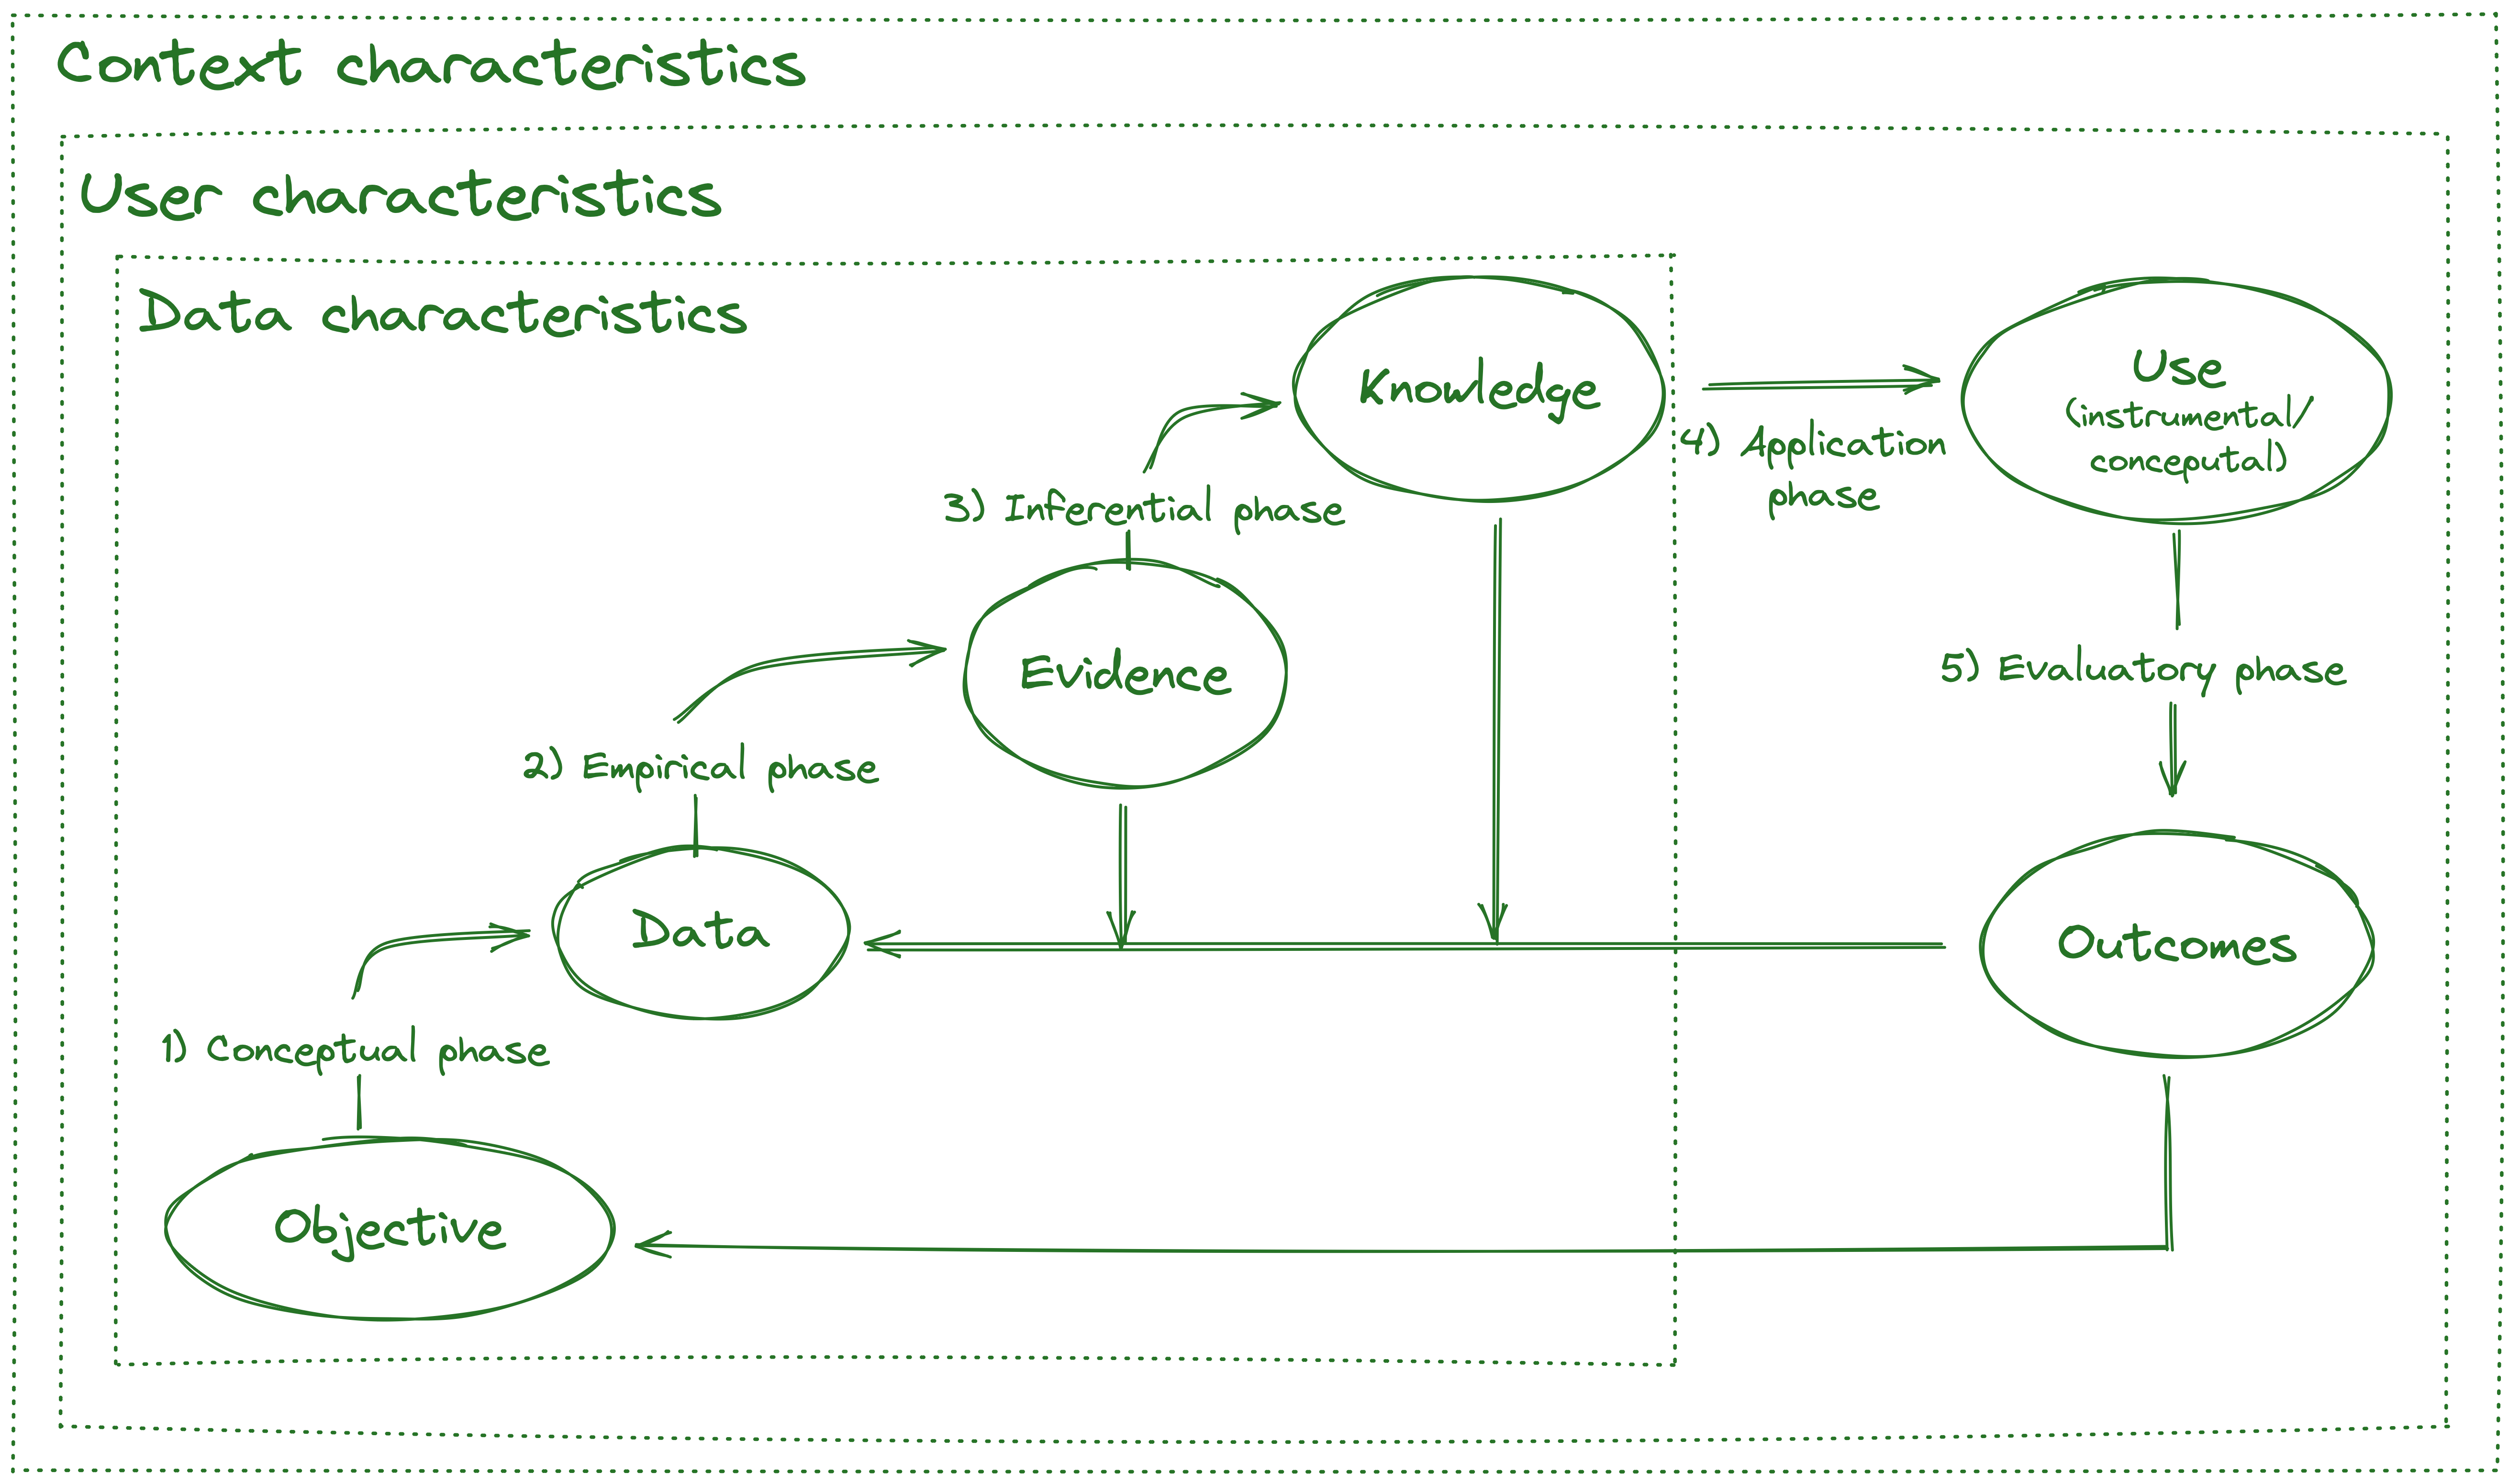 Context characteristics
User characteristics
Data characteristics
Knowledge
Use
(instrumental/
conceputal)
4) Application
phase
3) Inferential phase
Evidence
5) Evaluatory phase
2) Empirical phase
Data
Outcomes
1) Conceptual phase
Objective